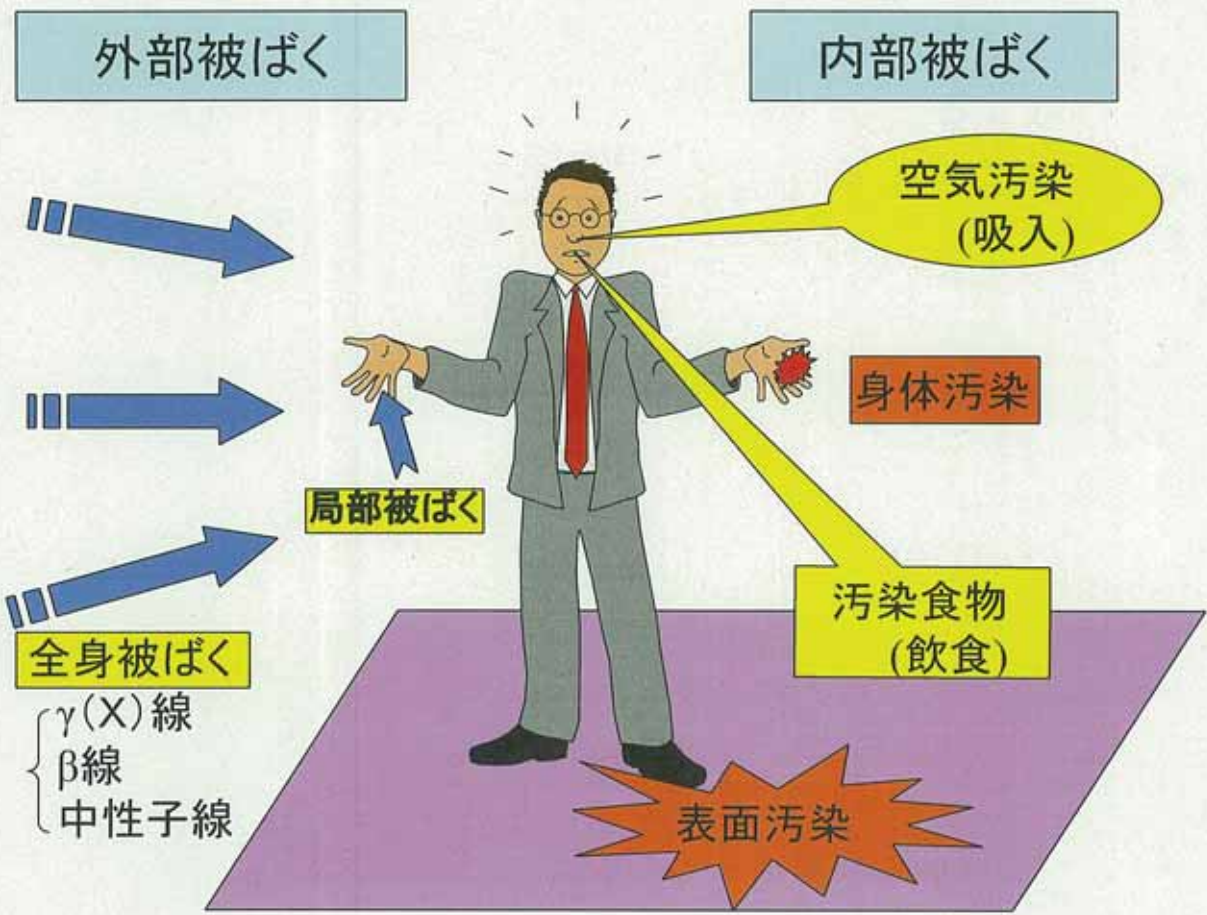 外部被ばく
内部被ばく
空気汚染
(吸入)
身体汚染
局部被ばく
汚染食物
(飲食)
全身被ばく
γ(X)線
β線
中性子線
表面汚染